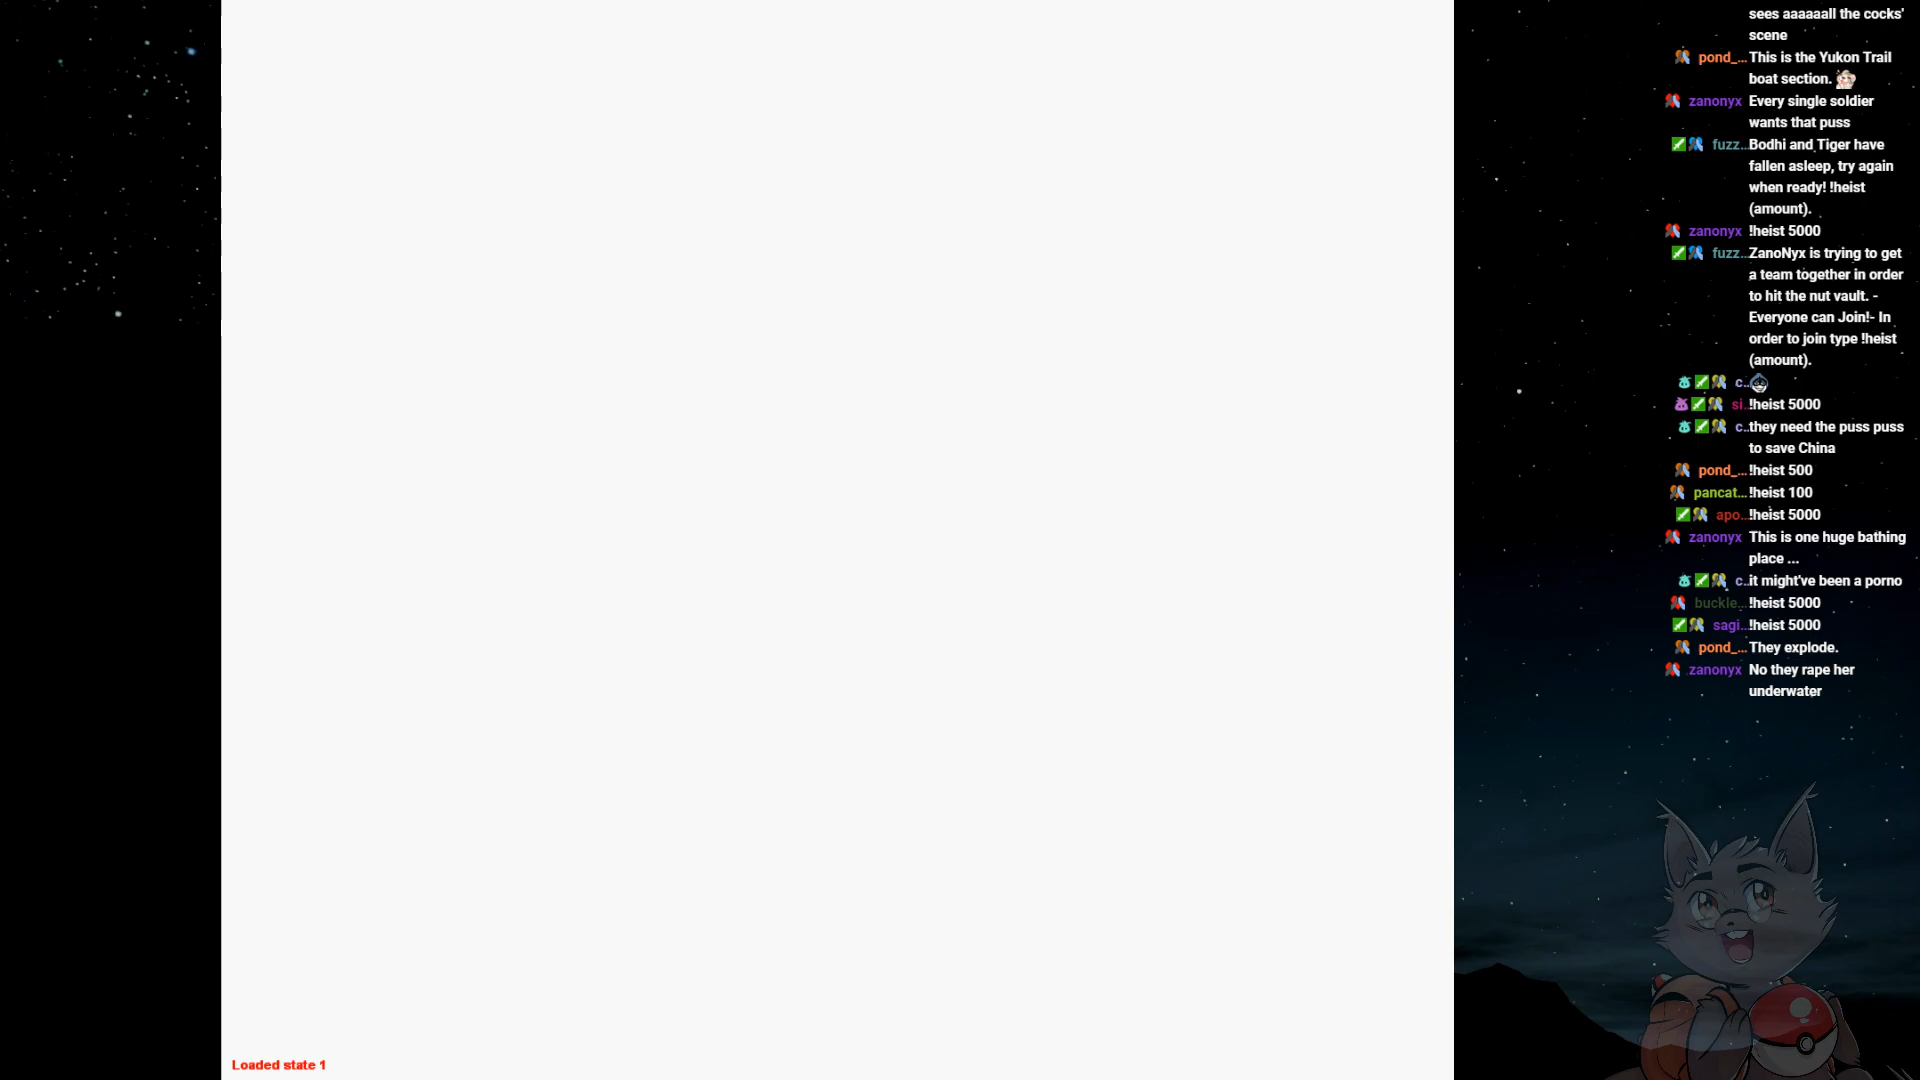 sees aaaaaall the cocks'
scene
pond_... This is the Yukon Trail
boat section.
zanonyx Every single soldier
wants that puss
fuzz... Bodhi and Tiger have
fallen asleep, try again
when ready! !heist
(amount).
zanonyx !heist 5000
fuzz... ZanoNyx is trying to get
a team together in order
to hit the nut vault. -
Everyone can Join!- In
order to join type !heist
(amount).
c...
si... !heist 5000
c... they need the puss puss
to save China
pond_... !heist 500
pancat... !heist 100
apo... !heist 5000
zanonyx This is one huge bathing
place ...
c... it might've been a porno
buckle... !heist 5000
sagi... !heist 5000
pond_... They explode.
zanonyx No they rape her
underwater
Loaded state 1